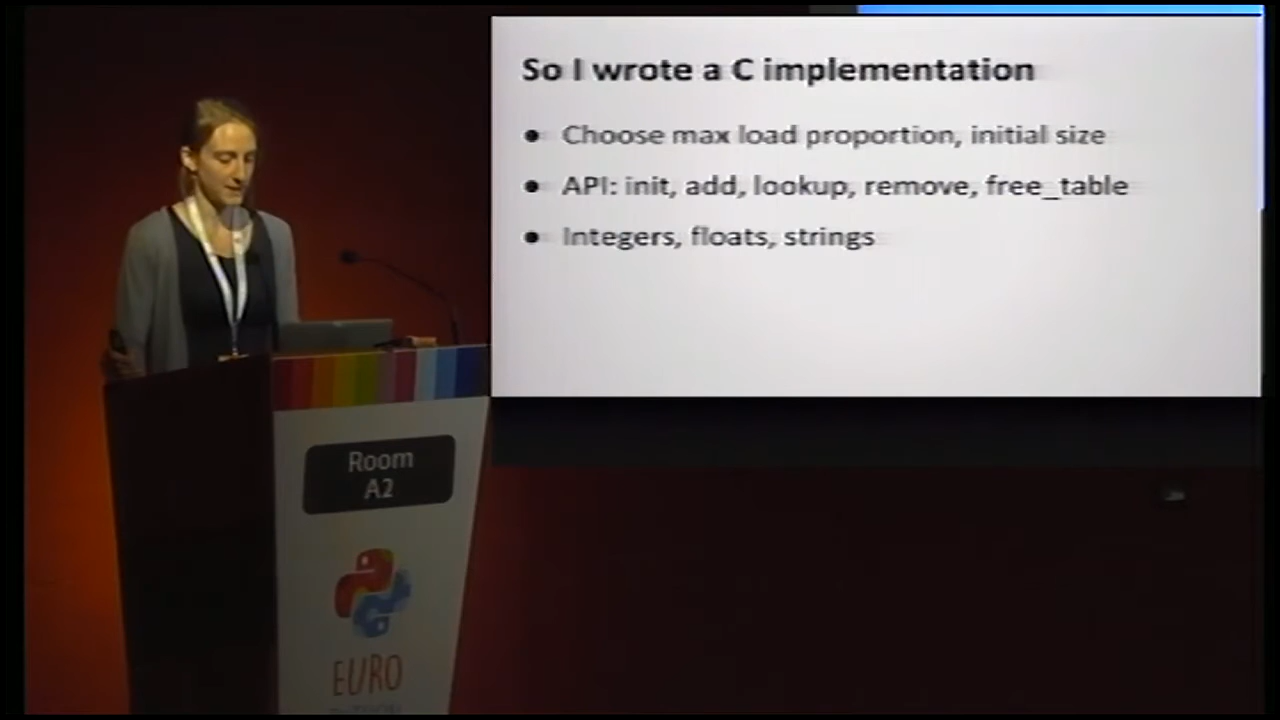 So I wrote a C implementation
Choose max load proportion, initial size
API: init, add, lookup, remove, free_table
Integers, floats, strings
Room
A2
EURO